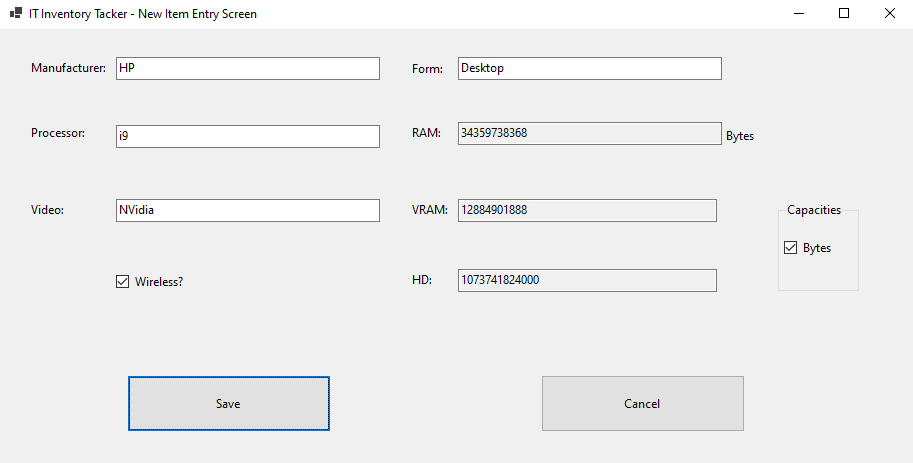 IT Inventory Tacker - New Item Entry Screen
Manufacturer: HP Form: Desktop
Processor: i9 RAM: 34359738368 Bytes
Video: NVidia VRAM: 12884901888 Capacities
Bytes
Wireless? HD: 1073741824000
Save Cancel